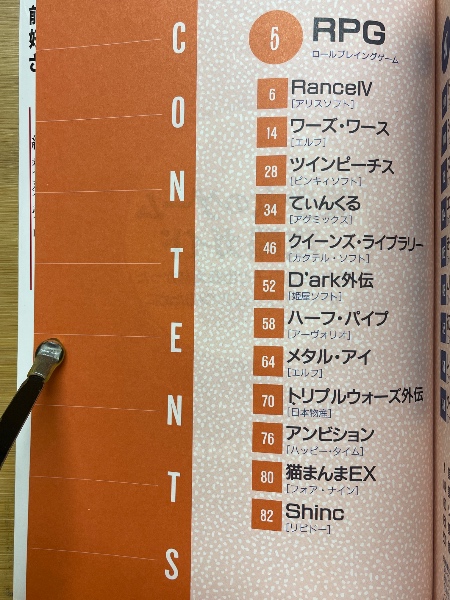 CONTENTS
5 RPG
ロールプレイングゲーム
6 RanceⅣ
[アリスソフト]
14 ワーズ・ワース
[エルフ]
28 ツインピーチス
[ピンキィソフト]
34 てぃんくる
[アグミックス]
46 クイーンズ・ライブラリー
[カクテル・ソフト]
52 D'ark外伝
[姫屋ソフト]
58 ハーフ・パイプ
[アーヴォリオ]
64 メタル・アイ
[エルフ]
70 トリプルウォーズ外伝
[日本物産]
76 アンビション
[ハッピー・タイム]
80 猫まんまEX
[フォア・ナイン]
82 Shinc
[リビドー]